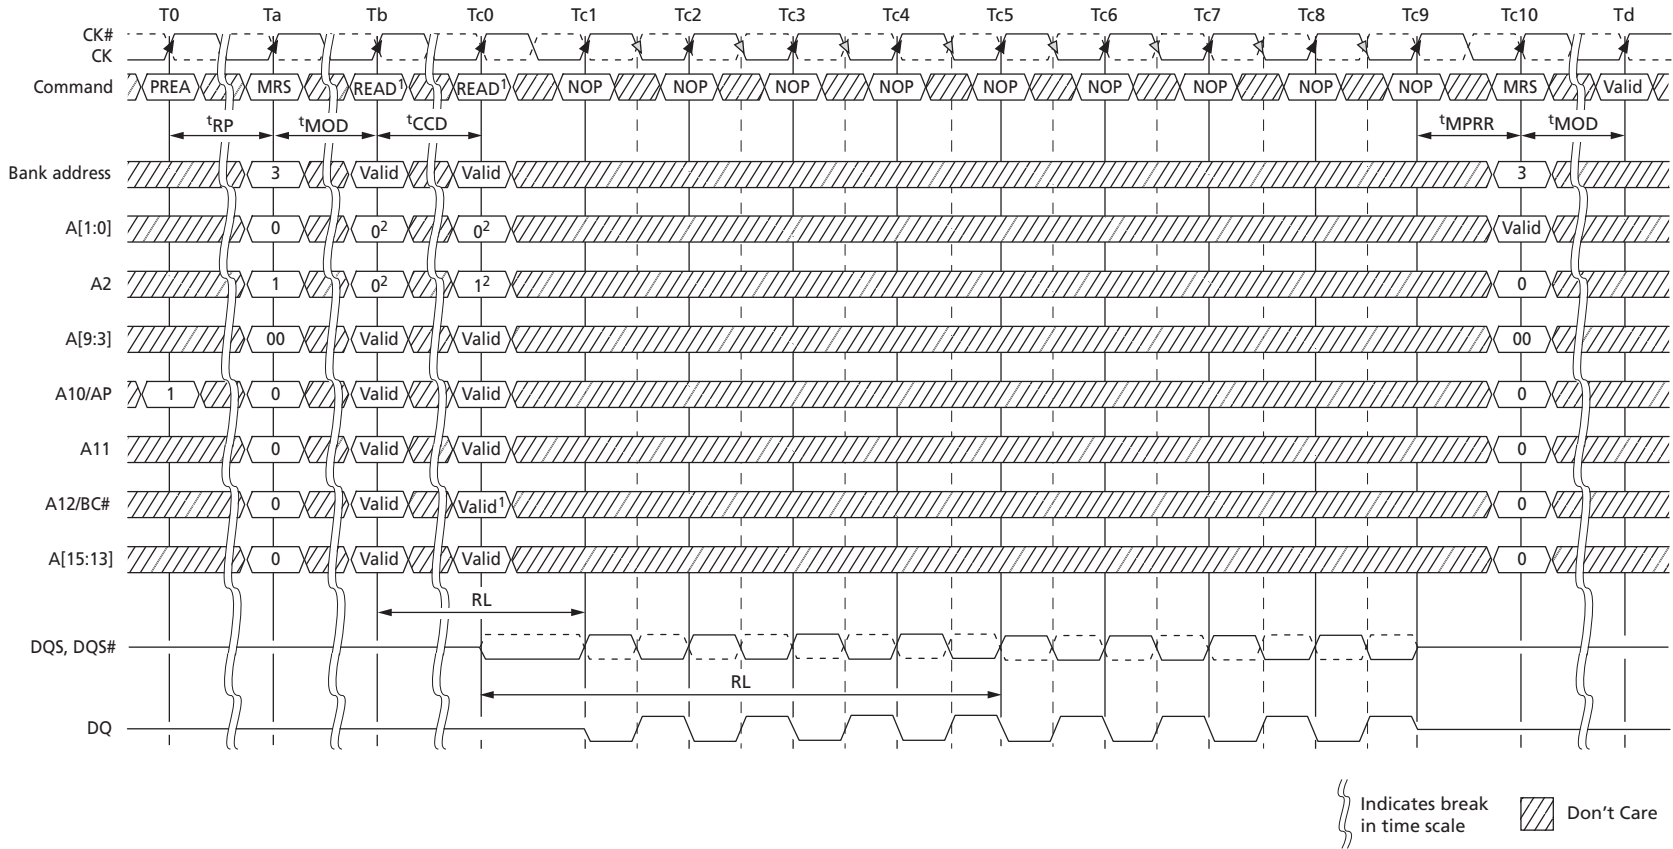 T0 Ta Tb Tc0 Tc1 Tc2 Tc3 Tc4 Tc5 Tc6 Tc7 Tc8 Tc9 Tc10 Td
CK#
CK
Command PREA MRS READ1 READ1 NOP NOP NOP NOP NOP NOP NOP NOP NOP MRS Valid
tRP tMOD tCCD tMPRR tMOD
Bank address 3 Valid Valid 3
A[1:0] 0 02 02 Valid
A2 1 02 12 0
A[9:3] 00 Valid Valid 00
A10/AP 1 0 Valid Valid 0
A11 0 Valid Valid 0
A12/BC# 0 Valid Valid1 0
A[15:13] 0 Valid Valid 0
RL
DQS, DQS#
RL
DQ
Indicates break
in time scale
Don't Care